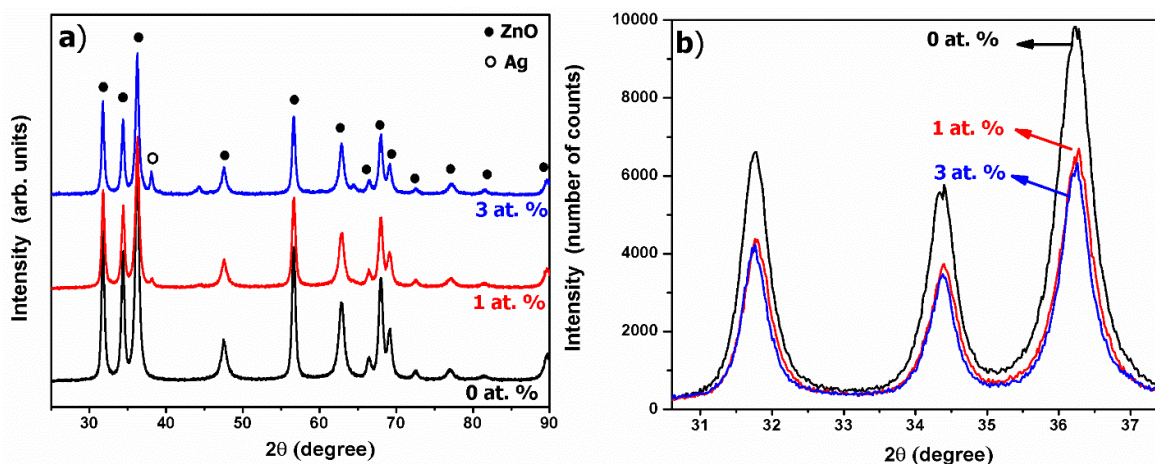 a)
ZnO
Ag
3 at. %
1 at. %
0 at. %
Intensity (arb. units)
30 40 50 60 70 80 90
2θ (degree)
b)
0 at. %
1 at. %
3 at. %
Intensity (number of counts)
10000
8000
6000
4000
2000
0
31 32 33 34 35 36 37
2θ (degree)